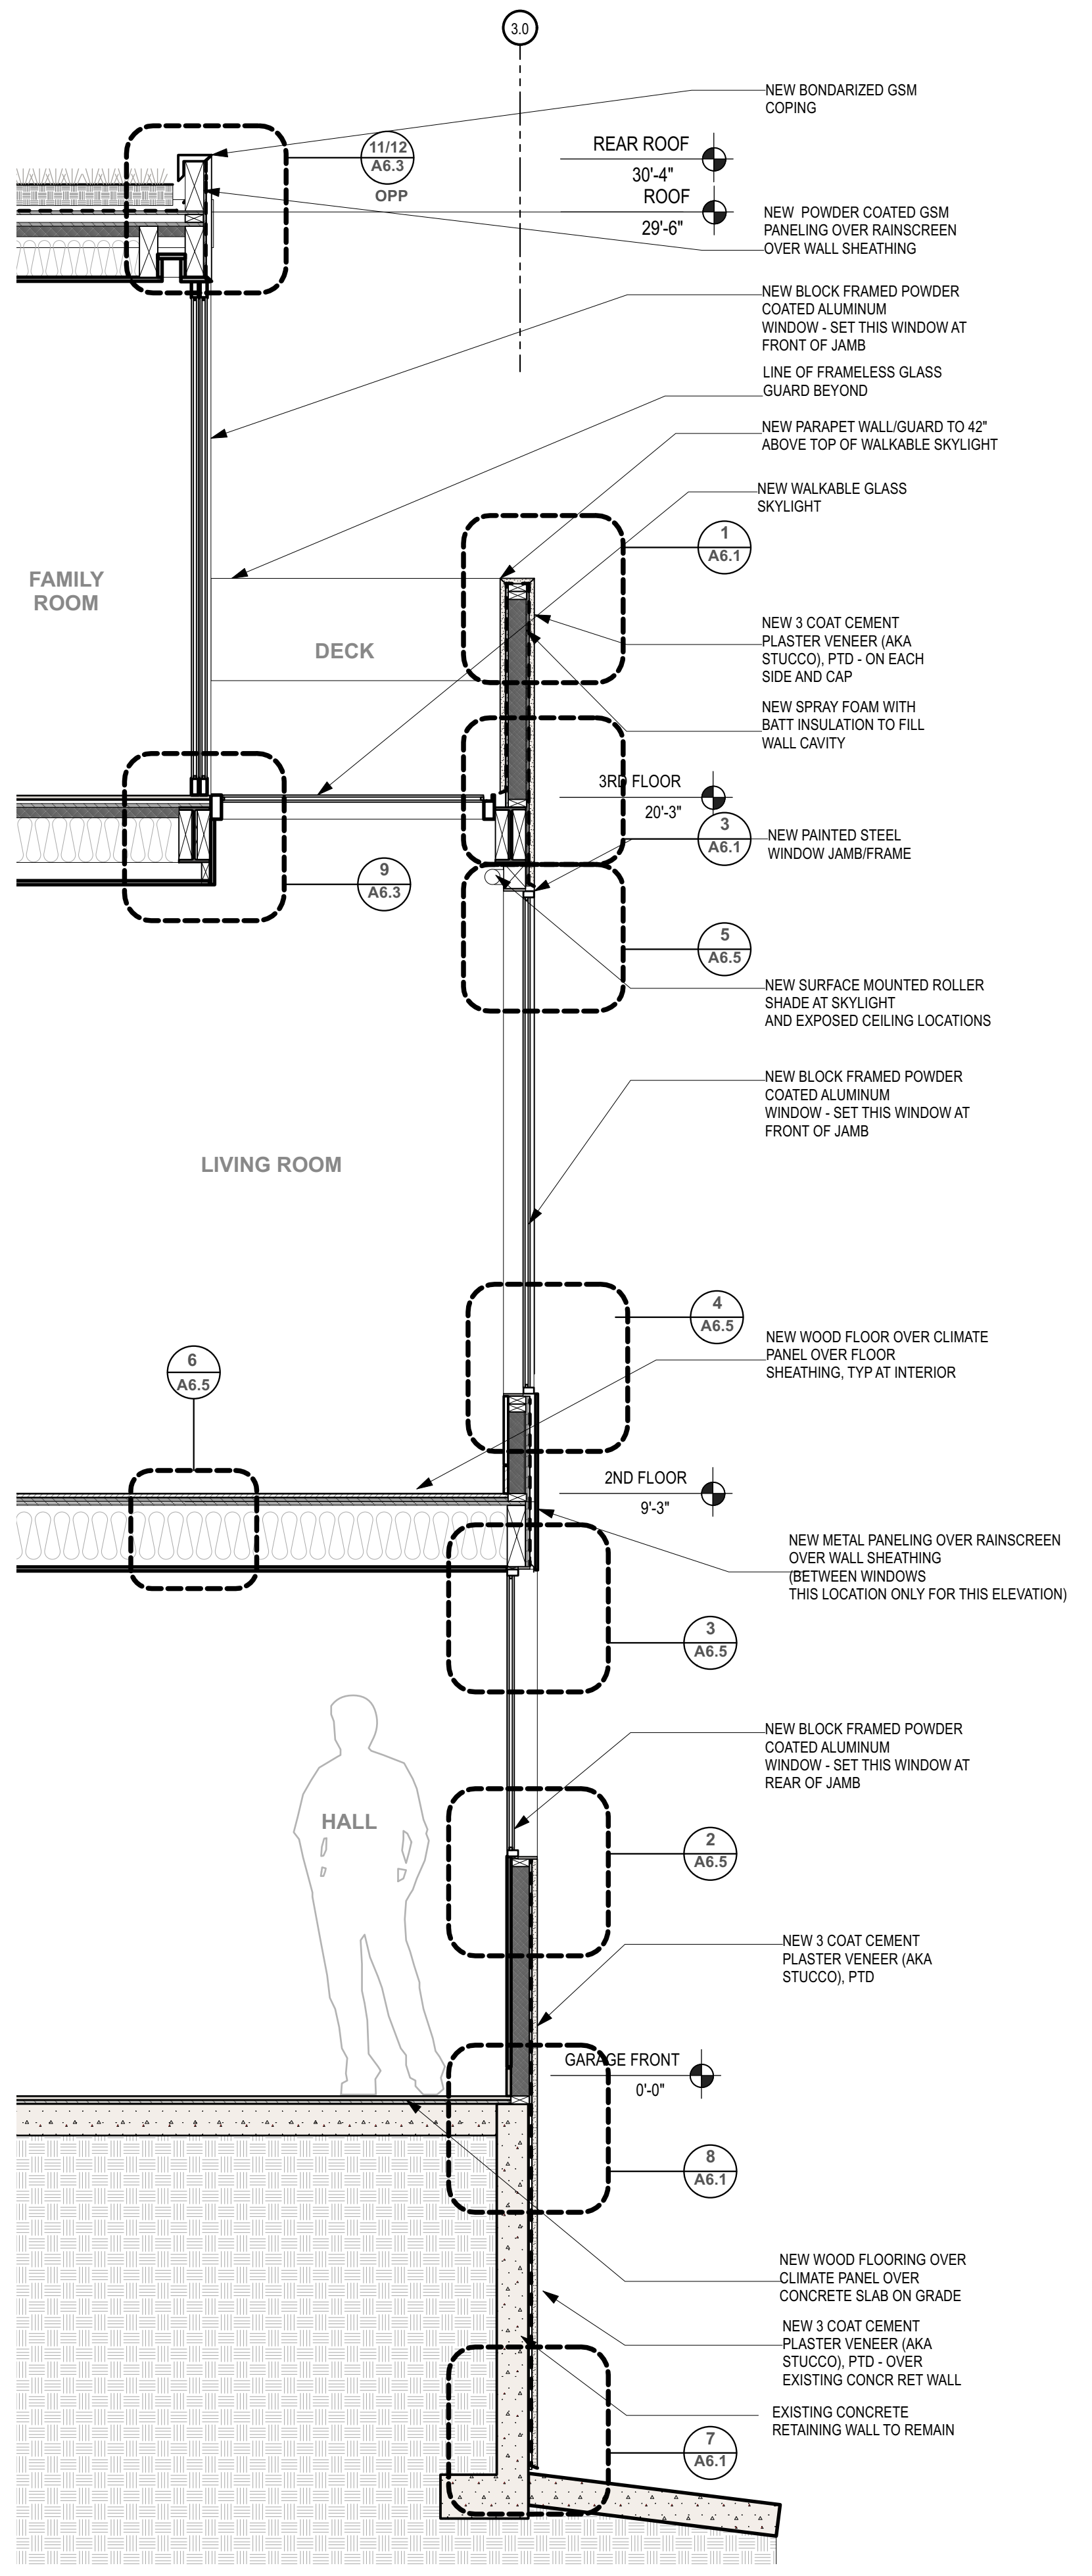 3.0
NEW BONDARIZED GSM
COPING
11/12
A6.3
OPP
REAR ROOF
30'-4"
ROOF
29'-6"
NEW POWDER COATED GSM
PANELING OVER RAINSCREEN
OVER WALL SHEATHING
NEW BLOCK FRAMED POWDER
COATED ALUMINUM
WINDOW - SET THIS WINDOW AT
FRONT OF JAMB
LINE OF FRAMELESS GLASS
GUARD BEYOND
NEW PARAPET WALL/GUARD TO 42"
ABOVE TOP OF WALKABLE SKYLIGHT
NEW WALKABLE GLASS
SKYLIGHT
1
A6.1
FAMILY
ROOM
DECK
NEW 3 COAT CEMENT
PLASTER VENEER (AKA
STUCCO), PTD - ON EACH
SIDE AND CAP
NEW SPRAY FOAM WITH
BATT INSULATION TO FILL
WALL CAVITY
3RD FLOOR
20'-3"
3
A6.1
NEW PAINTED STEEL
WINDOW JAMB/FRAME
9
A6.3
5
A6.5
NEW SURFACE MOUNTED ROLLER
SHADE AT SKYLIGHT
AND EXPOSED CEILING LOCATIONS
NEW BLOCK FRAMED POWDER
COATED ALUMINUM
WINDOW - SET THIS WINDOW AT
FRONT OF JAMB
LIVING ROOM
4
A6.5
NEW WOOD FLOOR OVER CLIMATE
PANEL OVER FLOOR
SHEATHING, TYP AT INTERIOR
6
A6.5
2ND FLOOR
9'-3"
NEW METAL PANELING OVER RAINSCREEN
OVER WALL SHEATHING
(BETWEEN WINDOWS
THIS LOCATION ONLY FOR THIS ELEVATION)
3
A6.5
NEW BLOCK FRAMED POWDER
COATED ALUMINUM
WINDOW - SET THIS WINDOW AT
REAR OF JAMB
HALL
2
A6.5
NEW 3 COAT CEMENT
PLASTER VENEER (AKA
STUCCO), PTD
GARAGE FRONT
0'-0"
8
A6.1
NEW WOOD FLOORING OVER
CLIMATE PANEL OVER
CONCRETE SLAB ON GRADE
NEW 3 COAT CEMENT
PLASTER VENEER (AKA
STUCCO), PTD - OVER
EXISTING CONCR RET WALL
EXISTING CONCRETE
RETAINING WALL TO REMAIN
7
A6.1